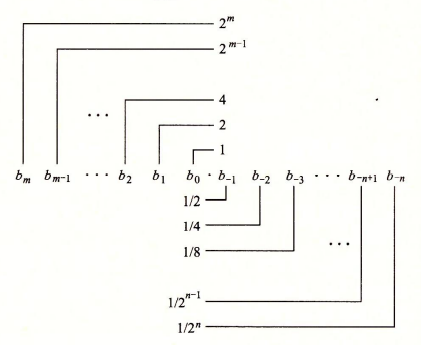 2^m
2^{m-1}
· · ·
4
2
1
b_m b_{m-1} · · · b_2 b_1 b_0 · b_{-1} b_{-2} b_{-3} · · · b_{-n+1} b_{-n}
1/2
1/4
1/8
· · ·
1/2^{n-1}
1/2^n